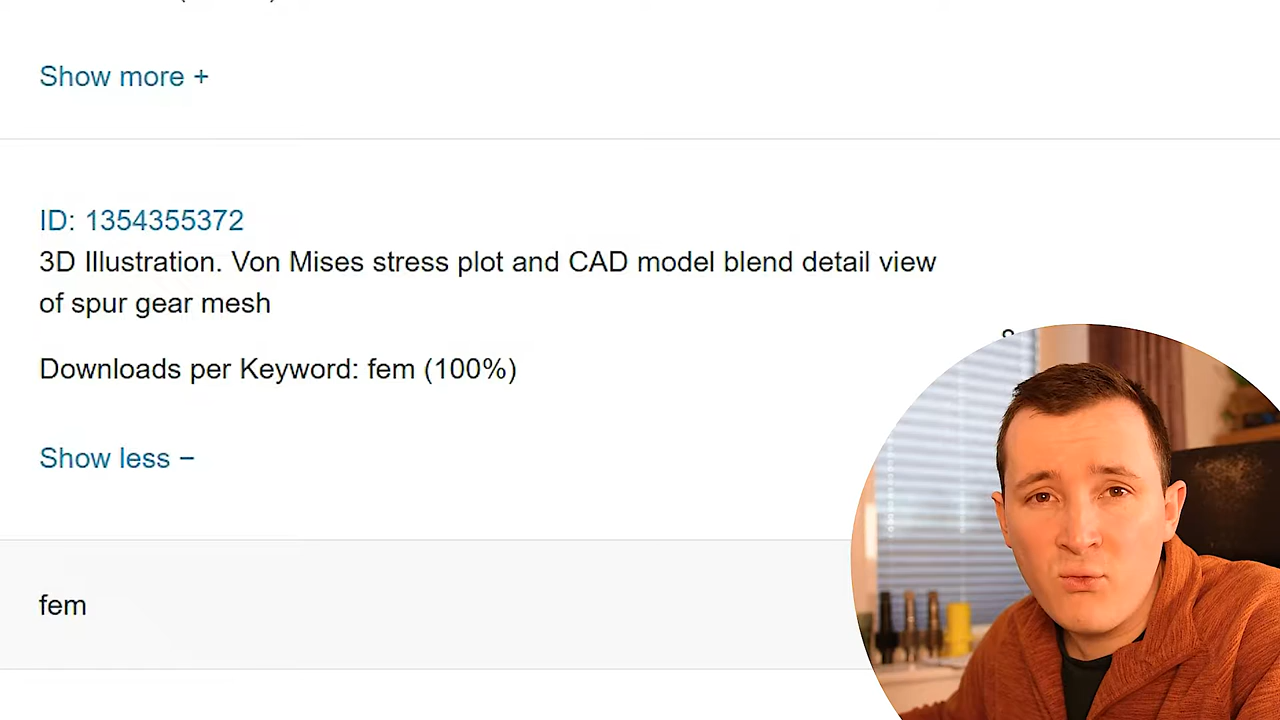 Show more +
ID: 1354355372
3D Illustration. Von Mises stress plot and CAD model blend detail view
of spur gear mesh
Downloads per Keyword: fem (100%)
Show less −
fem